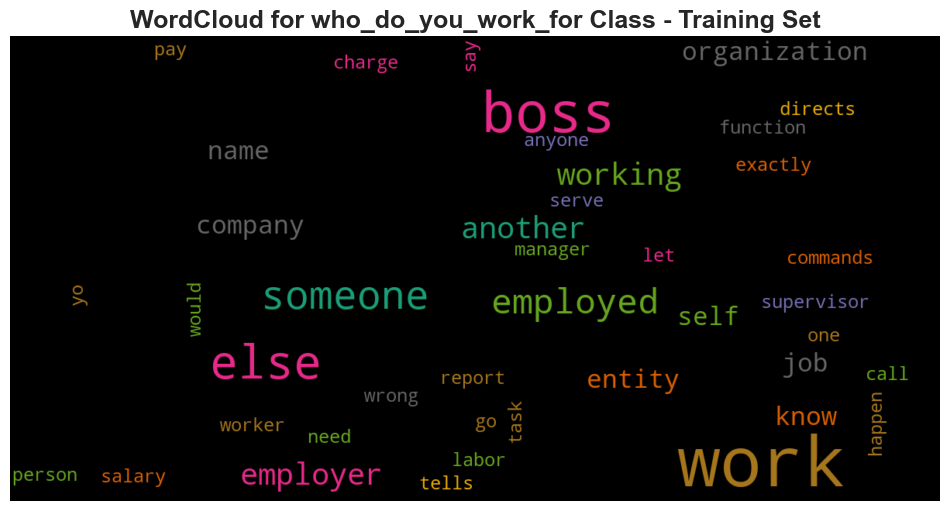 WordCloud for who_do_you_work_for Class - Training Set
pay
charge
say
organization
boss
directs
function
anyone
name
exactly
working
serve
company
another
manager
let
commands
yo
would
someone
employed
self
supervisor
one
else
job
report
entity
call
wrong
worker
need
go
task
know
happen
work
labor
person
salary
employer
tells